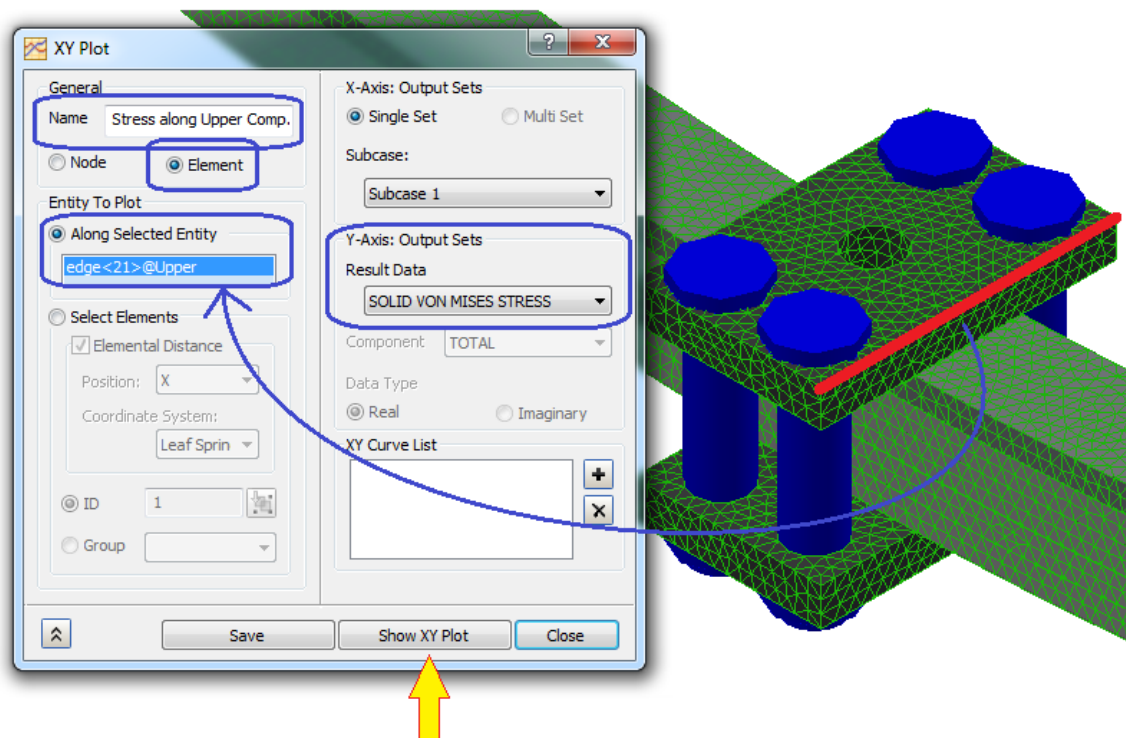 XY Plot
General
Name Stress along Upper Comp.
Node Element
Entity To Plot
Along Selected Entity
edge<21>@Upper
Select Elements
Elemental Distance
Position: X
Coordinate System:
Leaf Sprin
ID 1
Group
X-Axis: Output Sets
Single Set Multi Set
Subcase:
Subcase 1
Y-Axis: Output Sets
Result Data
SOLID VON MISES STRESS
Component TOTAL
Data Type
Real Imaginary
XY Curve List
Save Show XY Plot Close